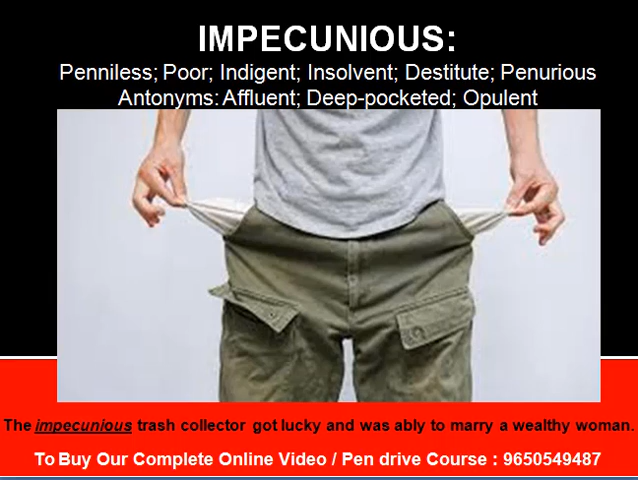 IMPECUNIOUS:
Penniless; Poor; Indigent; Insolvent; Destitute; Penurious
Antonyms: Affluent; Deep-pocketed; Opulent
The impecunious trash collector got lucky and was ably to marry a wealthy woman.
To Buy Our Complete Online Video / Pen drive Course : 9650549487